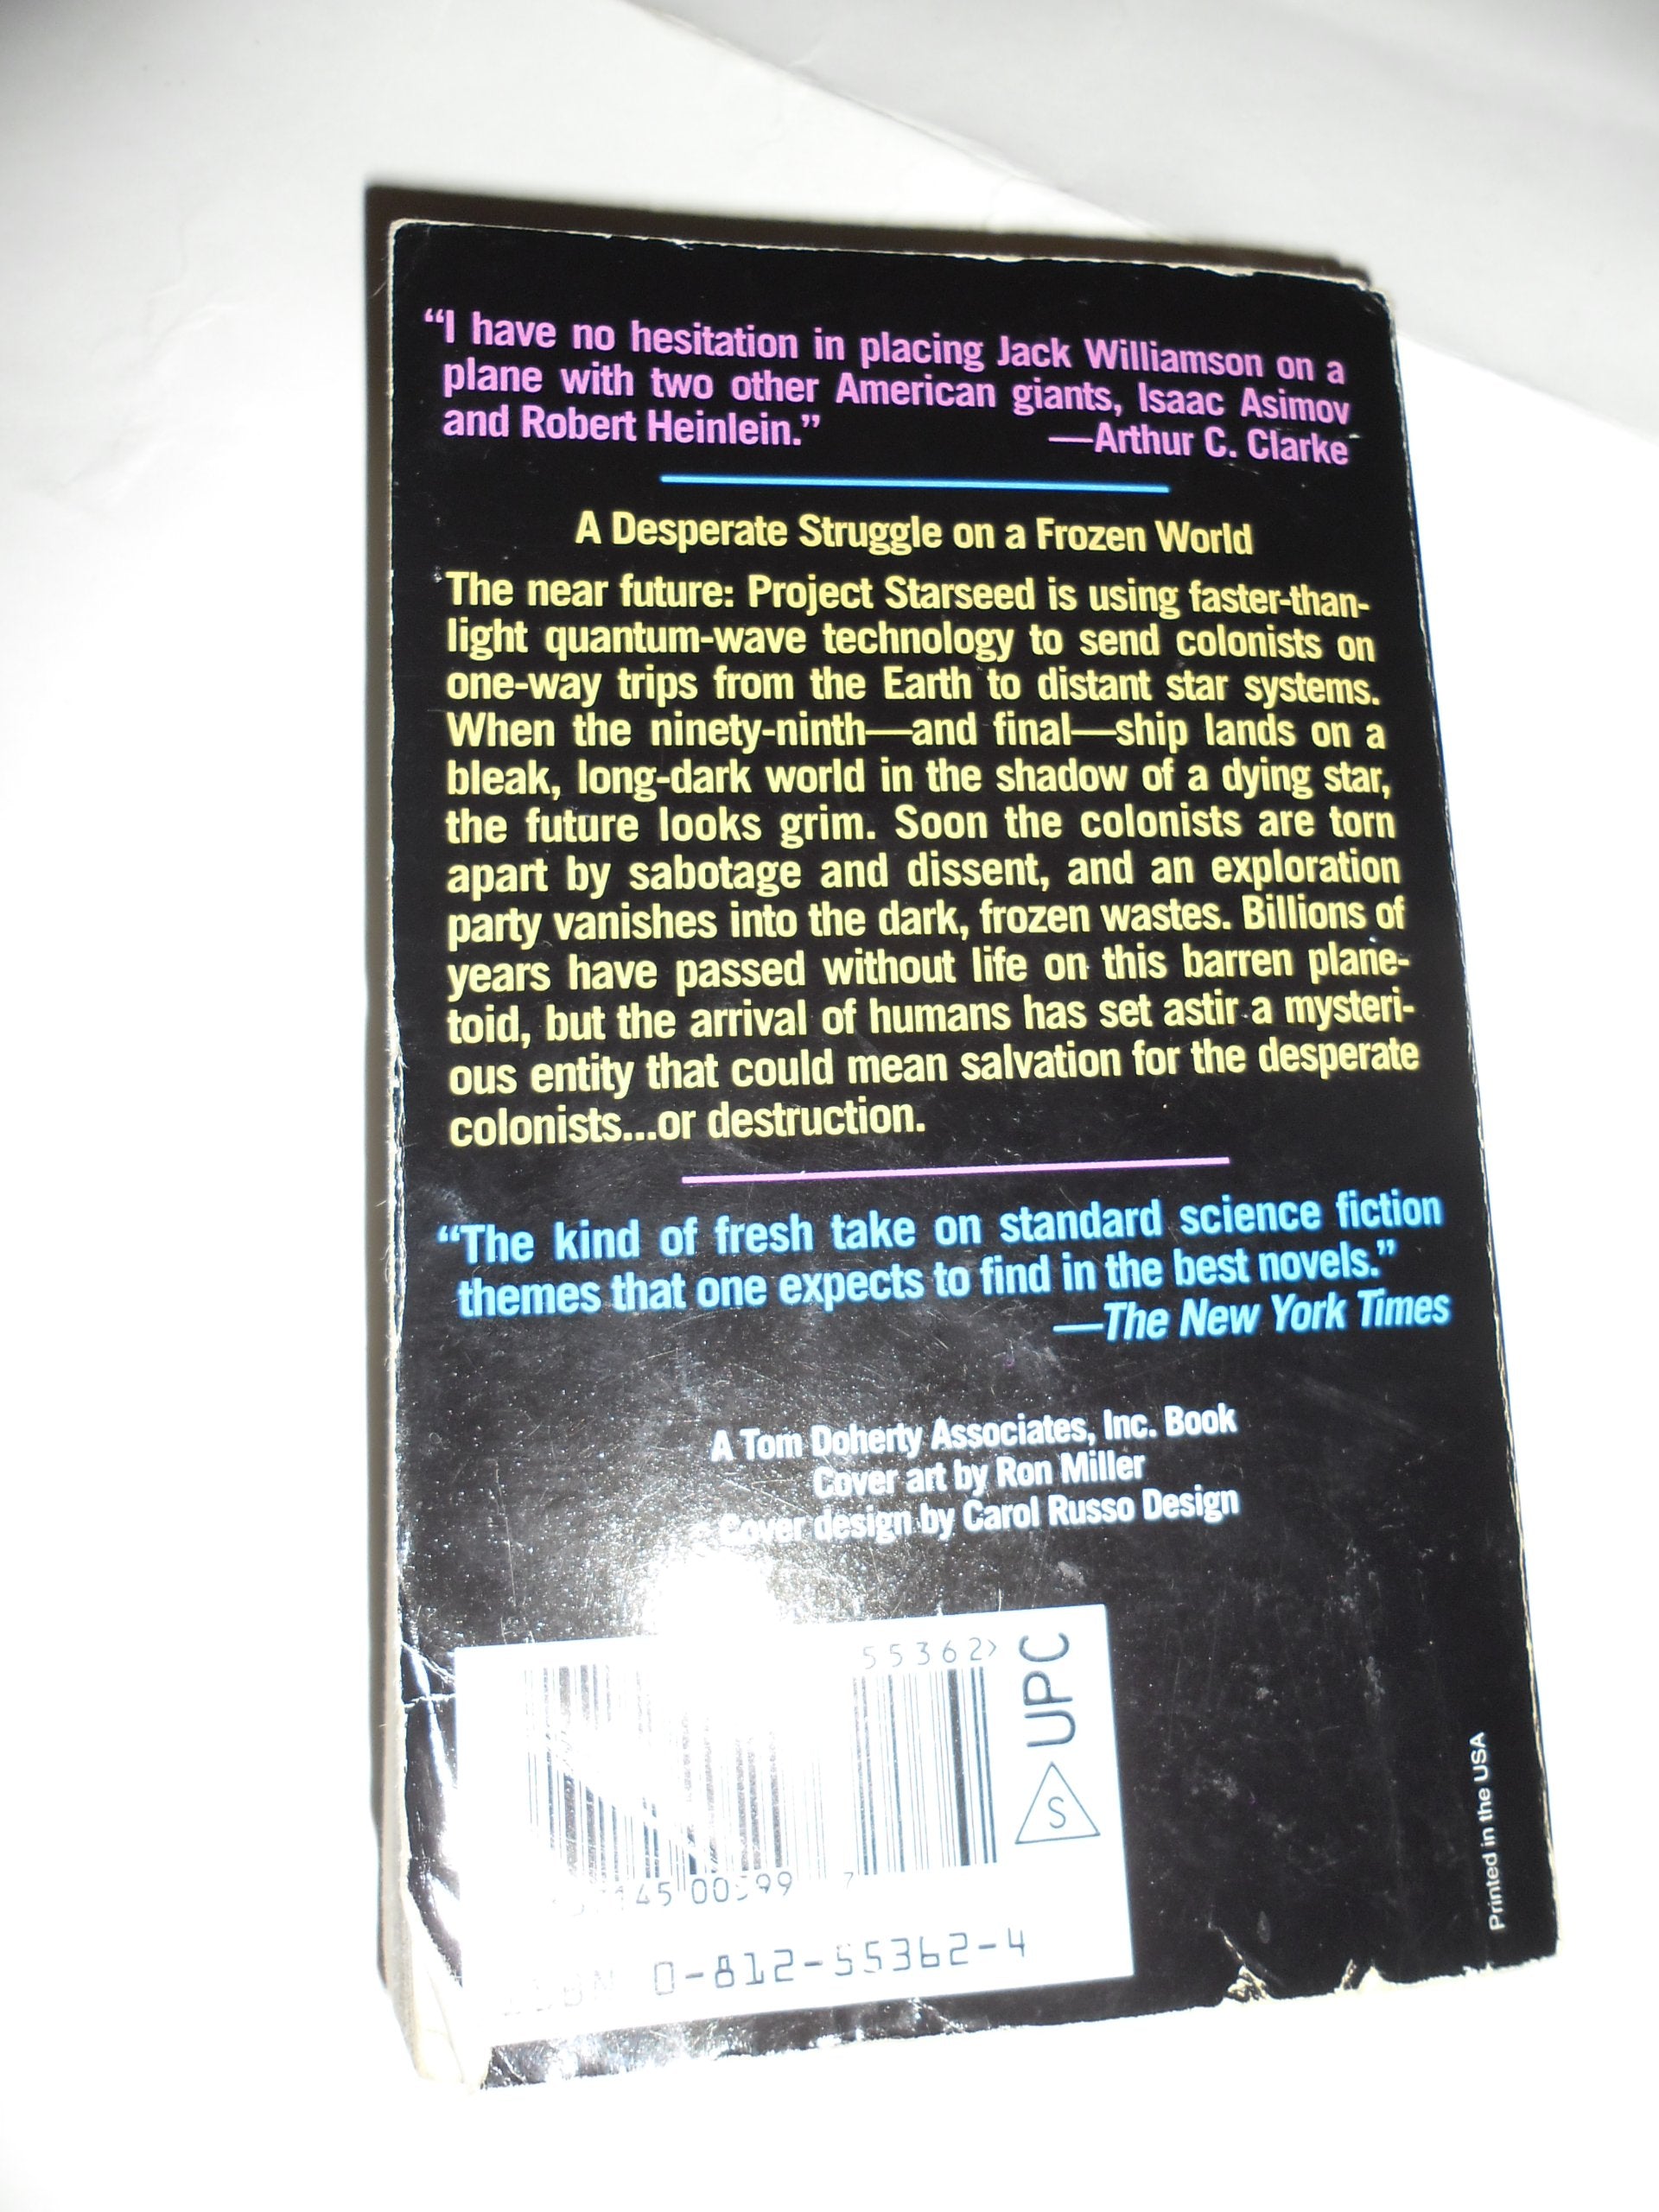 “I have no hesitation in placing Jack Williamson on a
plane with two other American giants, Isaac Asimov
and Robert Heinlein.” —Arthur C. Clarke
A Desperate Struggle on a Frozen World
The near future: Project Starseed is using faster-than-
light quantum-wave technology to send colonists on
one-way trips from the Earth to distant star systems.
When the ninety-ninth—and final—ship lands on a
bleak, long-dark world in the shadow of a dying star,
the future looks grim. Soon the colonists are torn
apart by sabotage and dissent, and an exploration
party vanishes into the dark, frozen wastes. Billions of
years have passed without life on this barren plane-
toid, but the arrival of humans has set astir a mysteri-
ous entity that could mean salvation for the desperate
colonists...or destruction.
“The kind of fresh take on standard science fiction
themes that one expects to find in the best novels.”
—The New York Times
A Tom Doherty Associates, Inc. Book
Cover art by Ron Miller
Cover design by Carol Russo Design
55362>
UPC
S
7
ISBN 0-812-55362-4
Printed in the USA